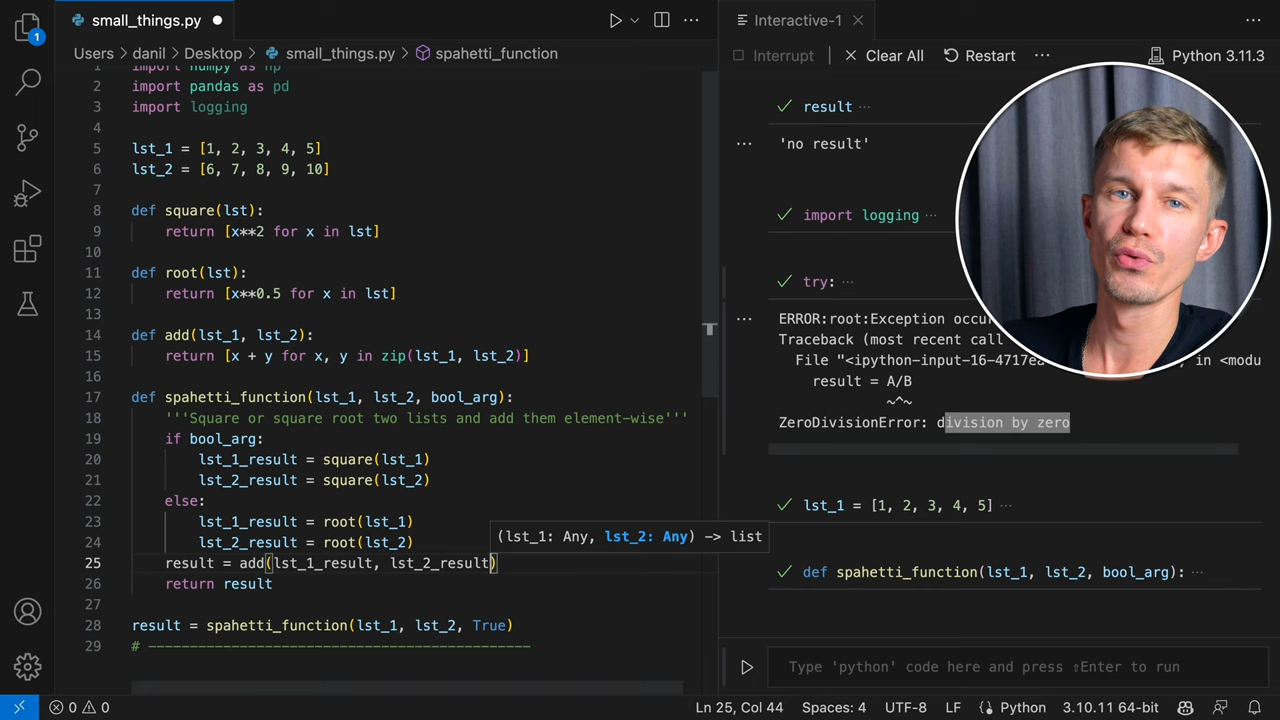 small_things.py
Interactive-1
1
Users > danil > Desktop > small_things.py > spahetti_function
Interrupt
Clear All
Restart
Python 3.11.3
1 import numpy as np
2 import pandas as pd
3 import logging
4
5 lst_1 = [1, 2, 3, 4, 5]
6 lst_2 = [6, 7, 8, 9, 10]
7
8 def square(lst):
9 return [x**2 for x in lst]
10
11 def root(lst):
12 return [x**0.5 for x in lst]
13
14 def add(lst_1, lst_2):
15 return [x + y for x, y in zip(lst_1, lst_2)]
16
17 def spahetti_function(lst_1, lst_2, bool_arg):
18 '''Square or square root two lists and add them element-wise'''
19 if bool_arg:
20 lst_1_result = square(lst_1)
21 lst_2_result = square(lst_2)
22 else:
23 lst_1_result = root(lst_1)
24 lst_2_result = root(lst_2)
(lst_1: Any, lst_2: Any) -> list
25 result = add(lst_1_result, lst_2_result)
26 return result
27
28 result = spahetti_function(lst_1, lst_2, True)
29 # ----------------------------------------------
result ...
'no result'
import logging ...
try: ...
ERROR:root:Exception occur
Traceback (most recent call
File "<ipython-input-16-4717ea , in <modu
result = A/B
~^~
ZeroDivisionError: division by zero
lst_1 = [1, 2, 3, 4, 5] ...
def spahetti_function(lst_1, lst_2, bool_arg): ...
Type 'python' code here and press ⇧Enter to run
0 0
Ln 25, Col 44
Spaces: 4
UTF-8
LF
Python
3.10.11 64-bit